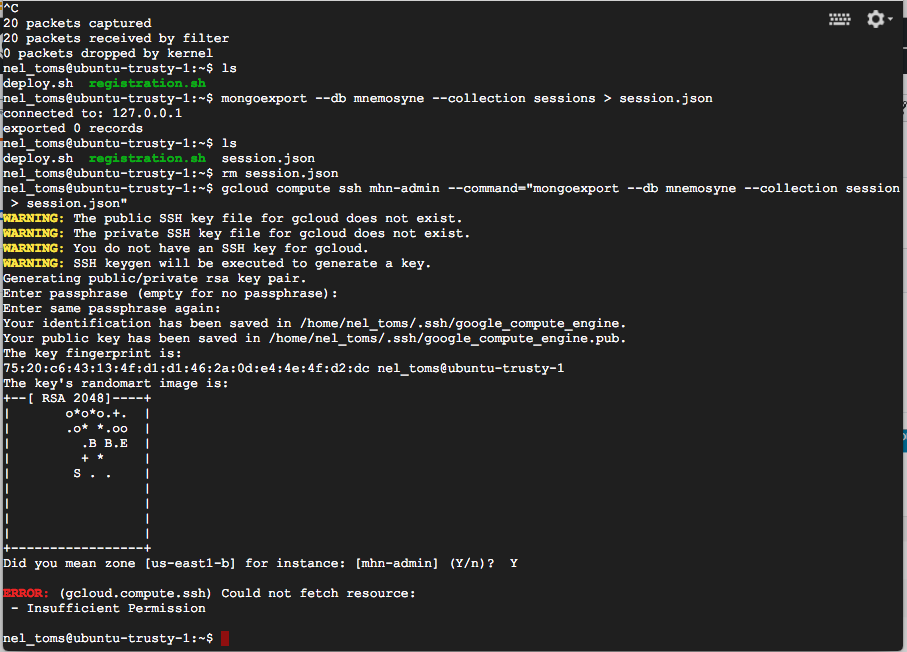 ^C
20 packets captured
20 packets received by filter
0 packets dropped by kernel
nel_toms@ubuntu-trusty-1:~$ ls
deploy.sh  registration.sh
nel_toms@ubuntu-trusty-1:~$ mongoexport --db mnemosyne --collection sessions > session.json
connected to: 127.0.0.1
exported 0 records
nel_toms@ubuntu-trusty-1:~$ ls
deploy.sh  registration.sh  session.json
nel_toms@ubuntu-trusty-1:~$ rm session.json
nel_toms@ubuntu-trusty-1:~$ gcloud compute ssh mhn-admin --command="mongoexport --db mnemosyne --collection session
 > session.json"
WARNING: The public SSH key file for gcloud does not exist.
WARNING: The private SSH key file for gcloud does not exist.
WARNING: You do not have an SSH key for gcloud.
WARNING: SSH keygen will be executed to generate a key.
Generating public/private rsa key pair.
Enter passphrase (empty for no passphrase):
Enter same passphrase again:
Your identification has been saved in /home/nel_toms/.ssh/google_compute_engine.
Your public key has been saved in /home/nel_toms/.ssh/google_compute_engine.pub.
The key fingerprint is:
75:20:c6:43:13:4f:d1:d1:46:2a:0d:e4:4e:4f:d2:dc nel_toms@ubuntu-trusty-1
The key's randomart image is:
+--[ RSA 2048]----+
|       o*o*o.+.  |
|       .o* *.oo  |
|         .B B.E  |
|         + *     |
|        S . .    |
|                 |
|                 |
|                 |
|                 |
+-----------------+
Did you mean zone [us-east1-b] for instance: [mhn-admin] (Y/n)?  Y
ERROR: (gcloud.compute.ssh) Could not fetch resource:
 - Insufficient Permission
nel_toms@ubuntu-trusty-1:~$